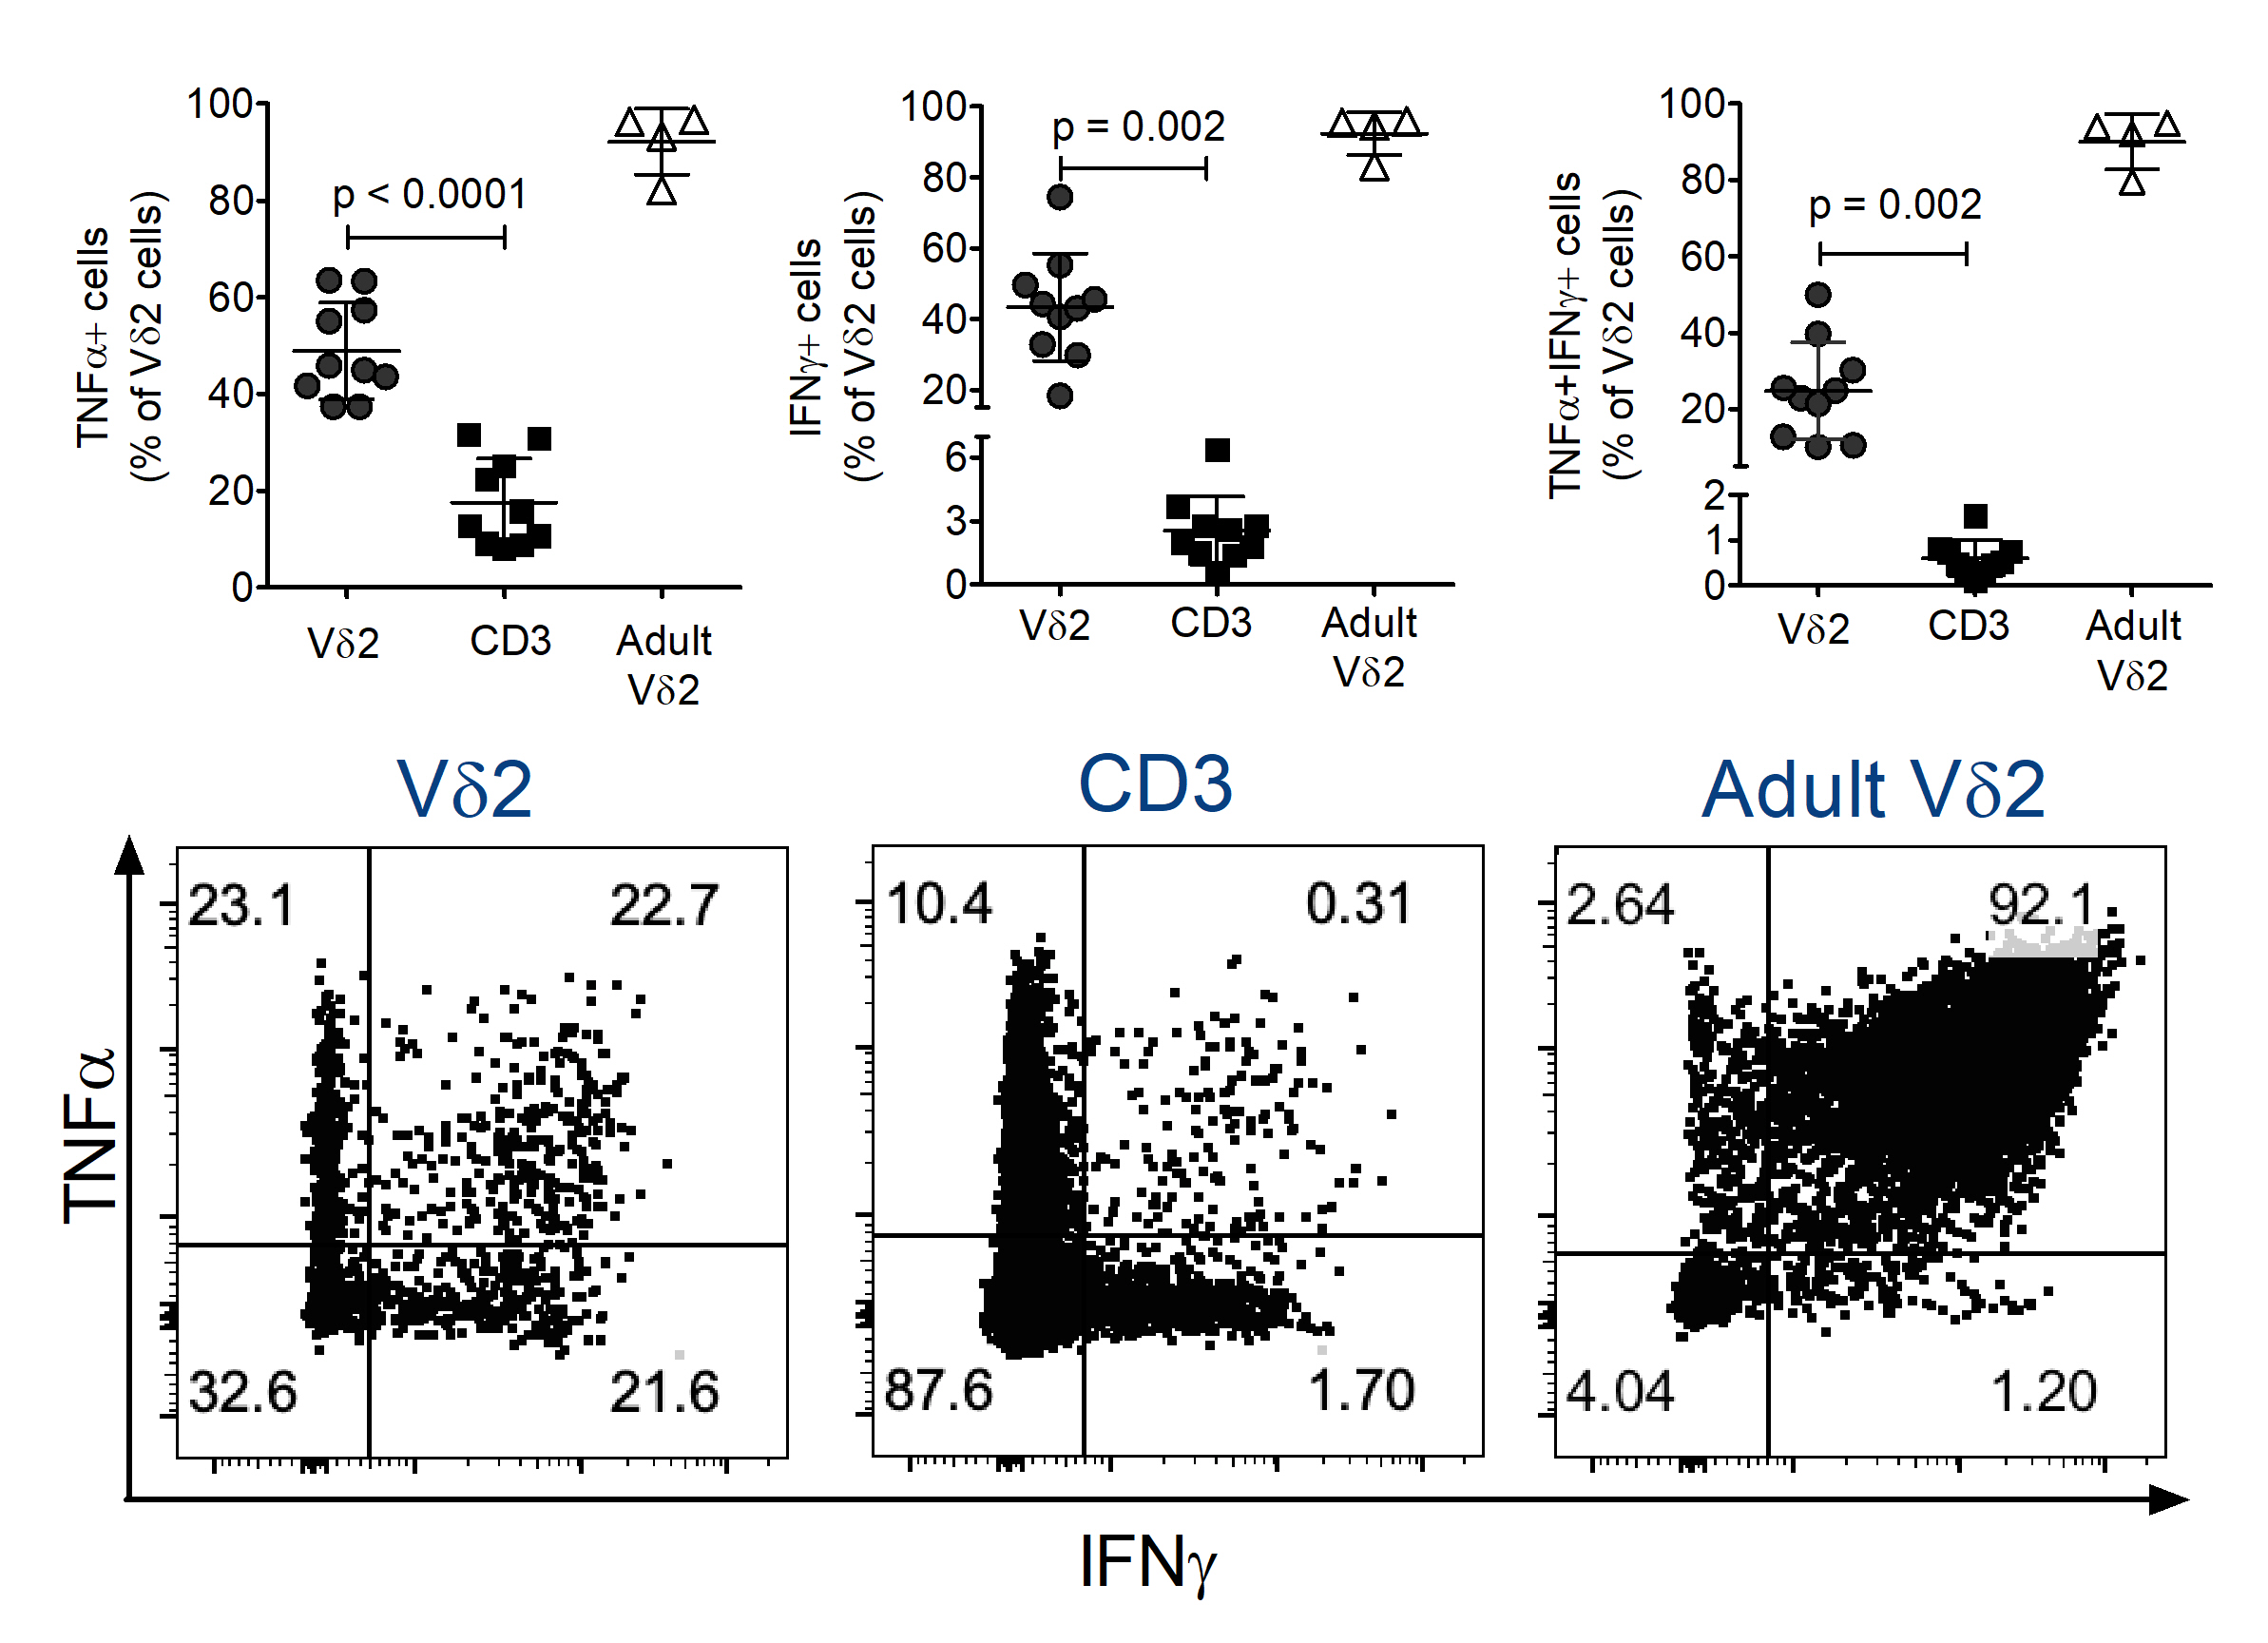 TNFα+ cells
(% of Vδ2 cells)
100
80
60
40
20
0
p < 0.0001
Vδ2
CD3
Adult
Vδ2
IFNγ+ cells
(% of Vδ2 cells)
100
80
60
40
20
6
3
0
p = 0.002
Vδ2
CD3
Adult
Vδ2
TNFα+IFNγ+ cells
(% of Vδ2 cells)
100
80
60
40
20
2
1
0
p = 0.002
Vδ2
CD3
Adult
Vδ2
Vδ2
CD3
Adult Vδ2
TNFα
23.1
22.7
32.6
21.6
10.4
0.31
87.6
1.70
2.64
92.1
4.04
1.20
IFNγ